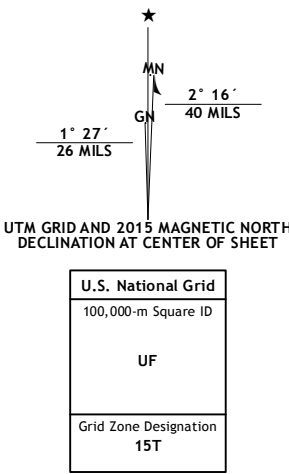 ★
MN
GN
2° 16´
40 MILS
1° 27´
26 MILS
UTM GRID AND 2015 MAGNETIC NORTH
DECLINATION AT CENTER OF SHEET
U.S. National Grid
100,000-m Square ID
UF
Grid Zone Designation
15T